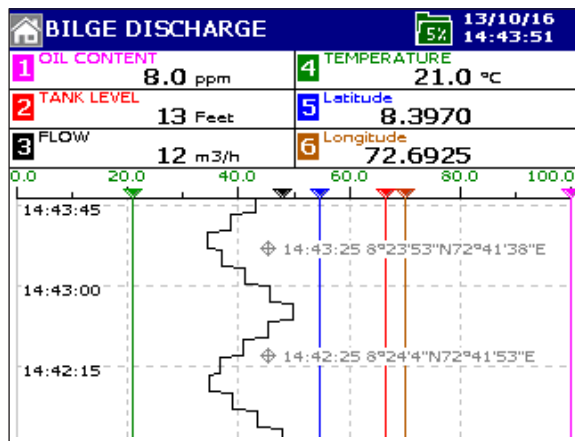 BILGE DISCHARGE 5% 13/10/16
14:43:51
1 OIL CONTENT
8.0 ppm
4 TEMPERATURE
21.0 °C
2 TANK LEVEL
13 Feet
5 Latitude
8.3970
3 FLOW
12 m3/h
6 Longitude
72.6925
0.0 20.0 40.0 60.0 80.0 100.0
14:43:45
14:43:25 8°23'53"N72°41'38"E
14:43:00
14:42:25 8°24'4"N72°41'53"E
14:42:15